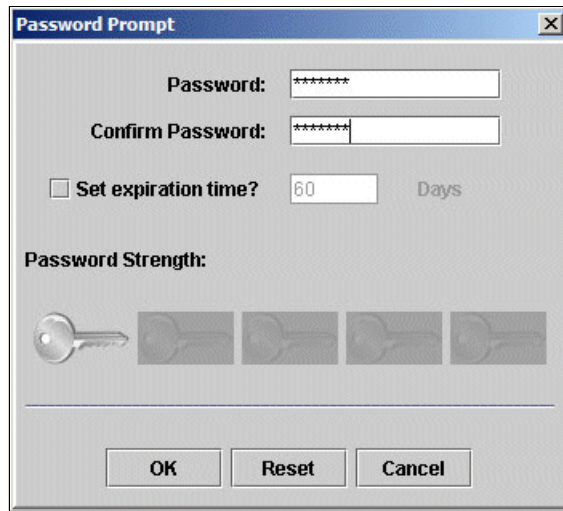 Password Prompt
Password: *******
Confirm Password: *******
Set expiration time? 60 Days
Password Strength:
OK Reset Cancel